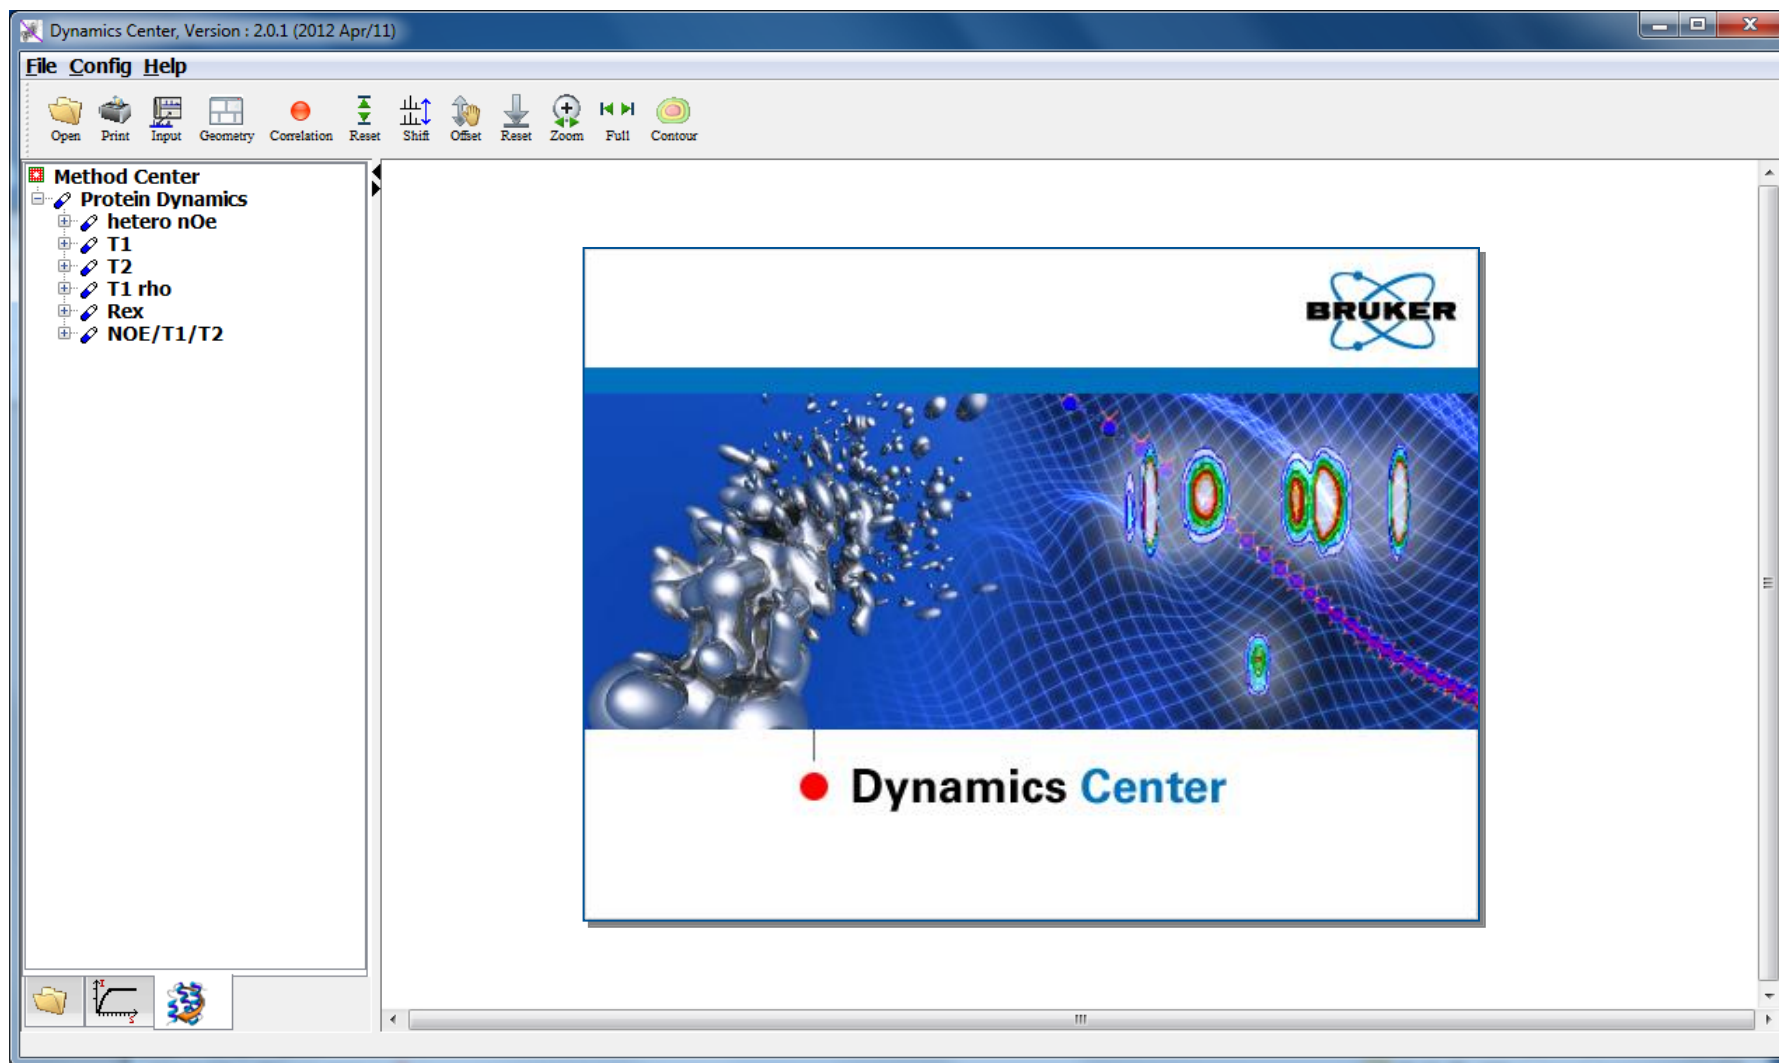 Dynamics Center, Version : 2.0.1 (2012 Apr/11)
File Config Help
Open Print Input Geometry Correlation Reset Shift Offset Reset Zoom Full Contour
Method Center
Protein Dynamics
hetero nOe
T1
T2
T1 rho
Rex
NOE/T1/T2
BRUKER
Dynamics Center